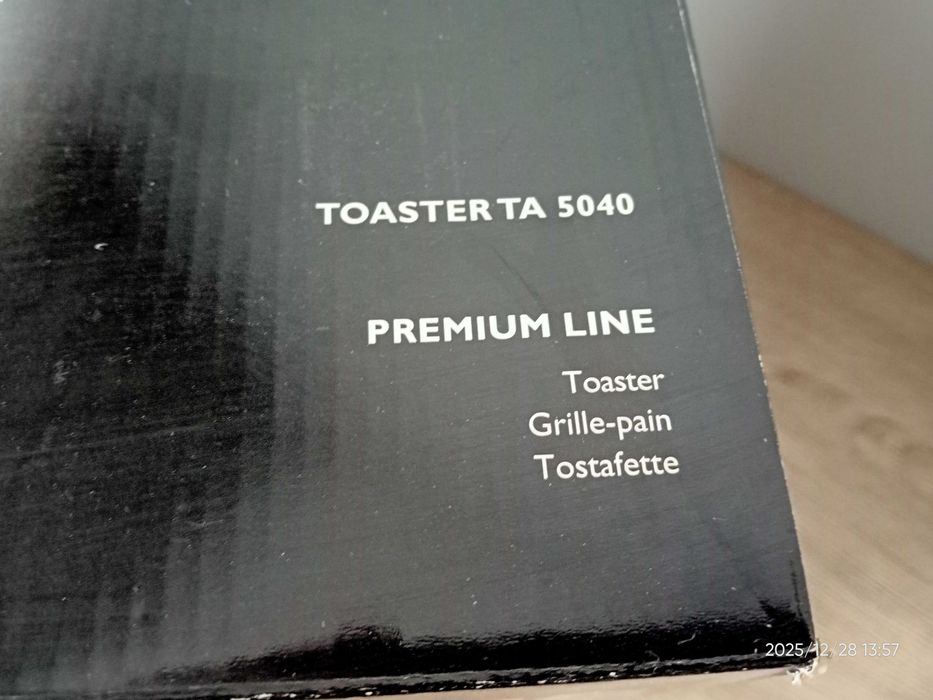 TOASTER TA 5040
PREMIUM LINE
Toaster
Grille-pain
Tostafette
2025/12/28 13:57